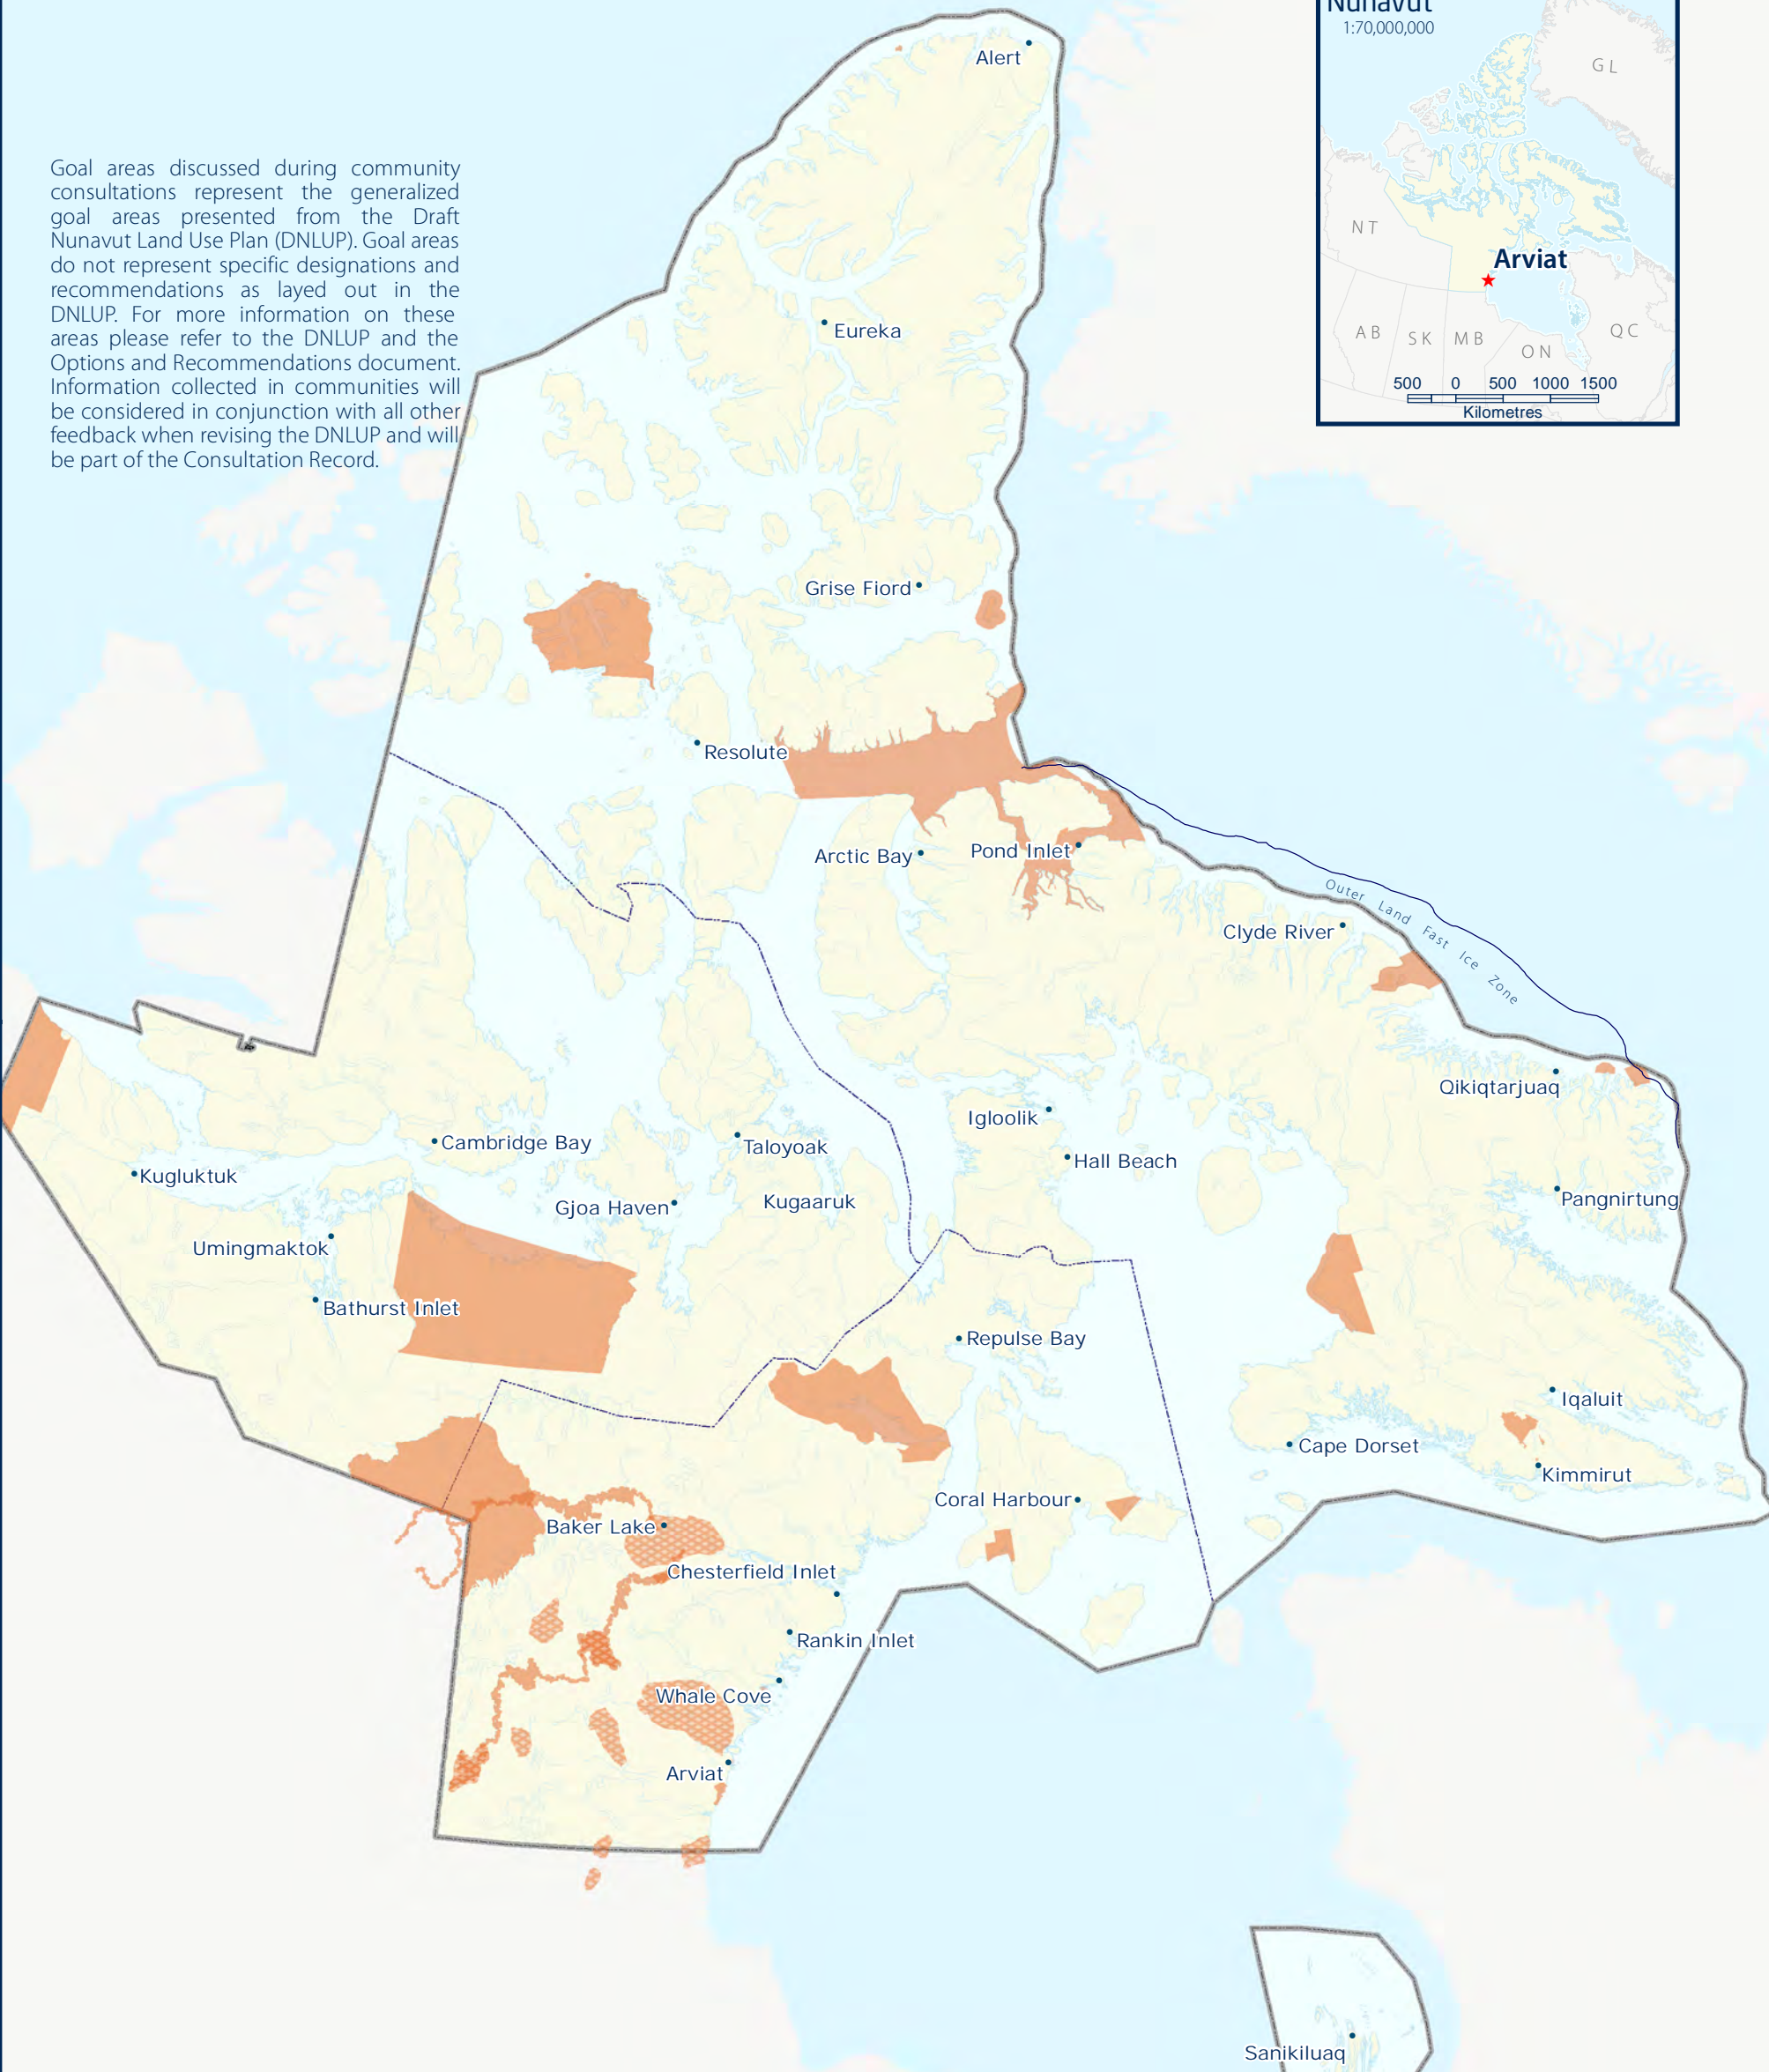 Nunavut
1:70,000,000
GL
NT
Arviat
AB
SK
MB
ON
QC
500 0 500 1000 1500
Kilometres
Goal areas discussed during community
consultations represent the generalized
goal areas presented from the Draft
Nunavut Land Use Plan (DNLUP). Goal areas
do not represent specific designations and
recommendations as layed out in the
DNLUP. For more information on these
areas please refer to the DNLUP and the
Options and Recommendations document.
Information collected in communities will
be considered in conjunction with all other
feedback when revising the DNLUP and will
be part of the Consultation Record.
Alert
Eureka
Grise Fiord
Resolute
Arctic Bay
Pond Inlet
Outer Land Fast Ice Zone
Clyde River
Qikiqtarjuaq
Igloolik
Cambridge Bay
Taloyoak
Hall Beach
Kugluktuk
Gjoa Haven
Kugaaruk
Pangnirtung
Umingmaktok
Bathurst Inlet
Repulse Bay
Iqaluit
Cape Dorset
Kimmirut
Coral Harbour
Baker Lake
Chesterfield Inlet
Rankin Inlet
Whale Cove
Arviat
Sanikiluaq